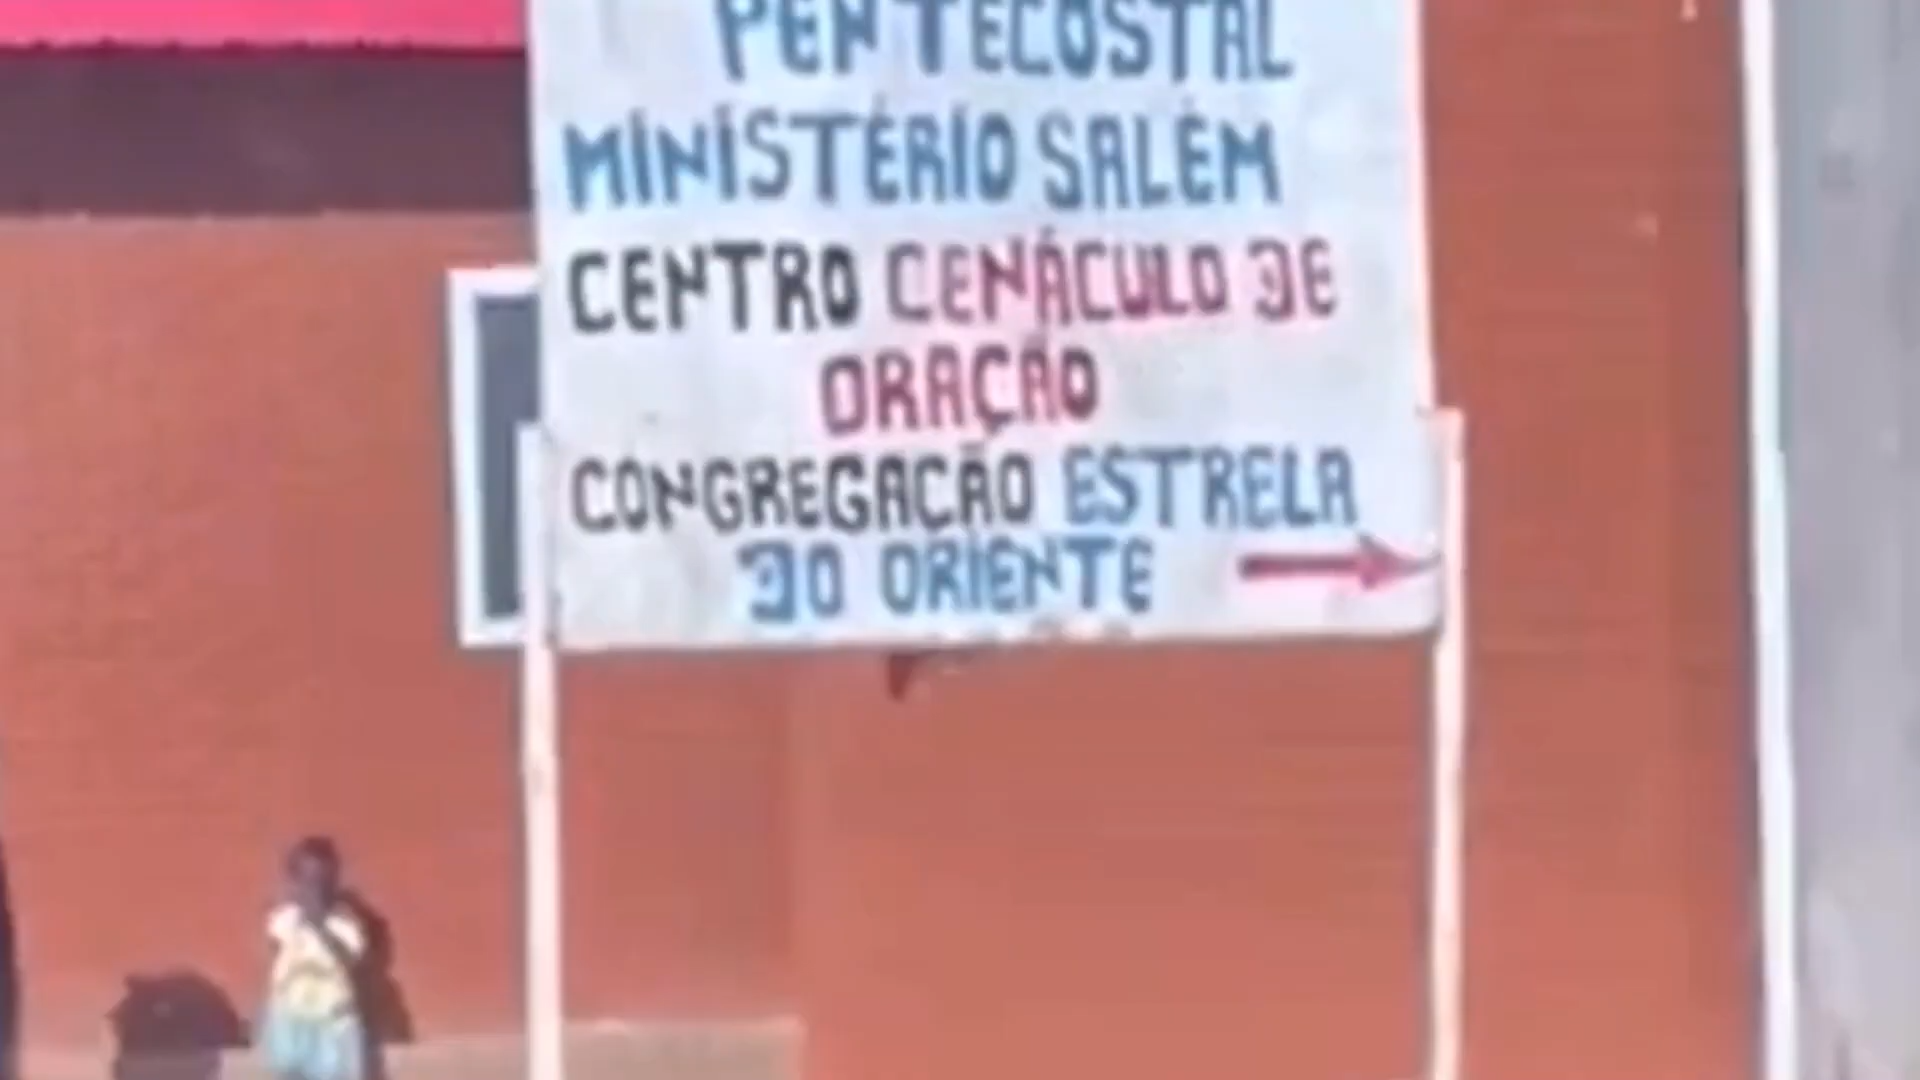 PENTECOSTAL
MINISTÉRIO SALÉM
CENTRO CENÁCULO DE
ORAÇÃO
CONGREGAÇÃO ESTRELA
DO ORIENTE